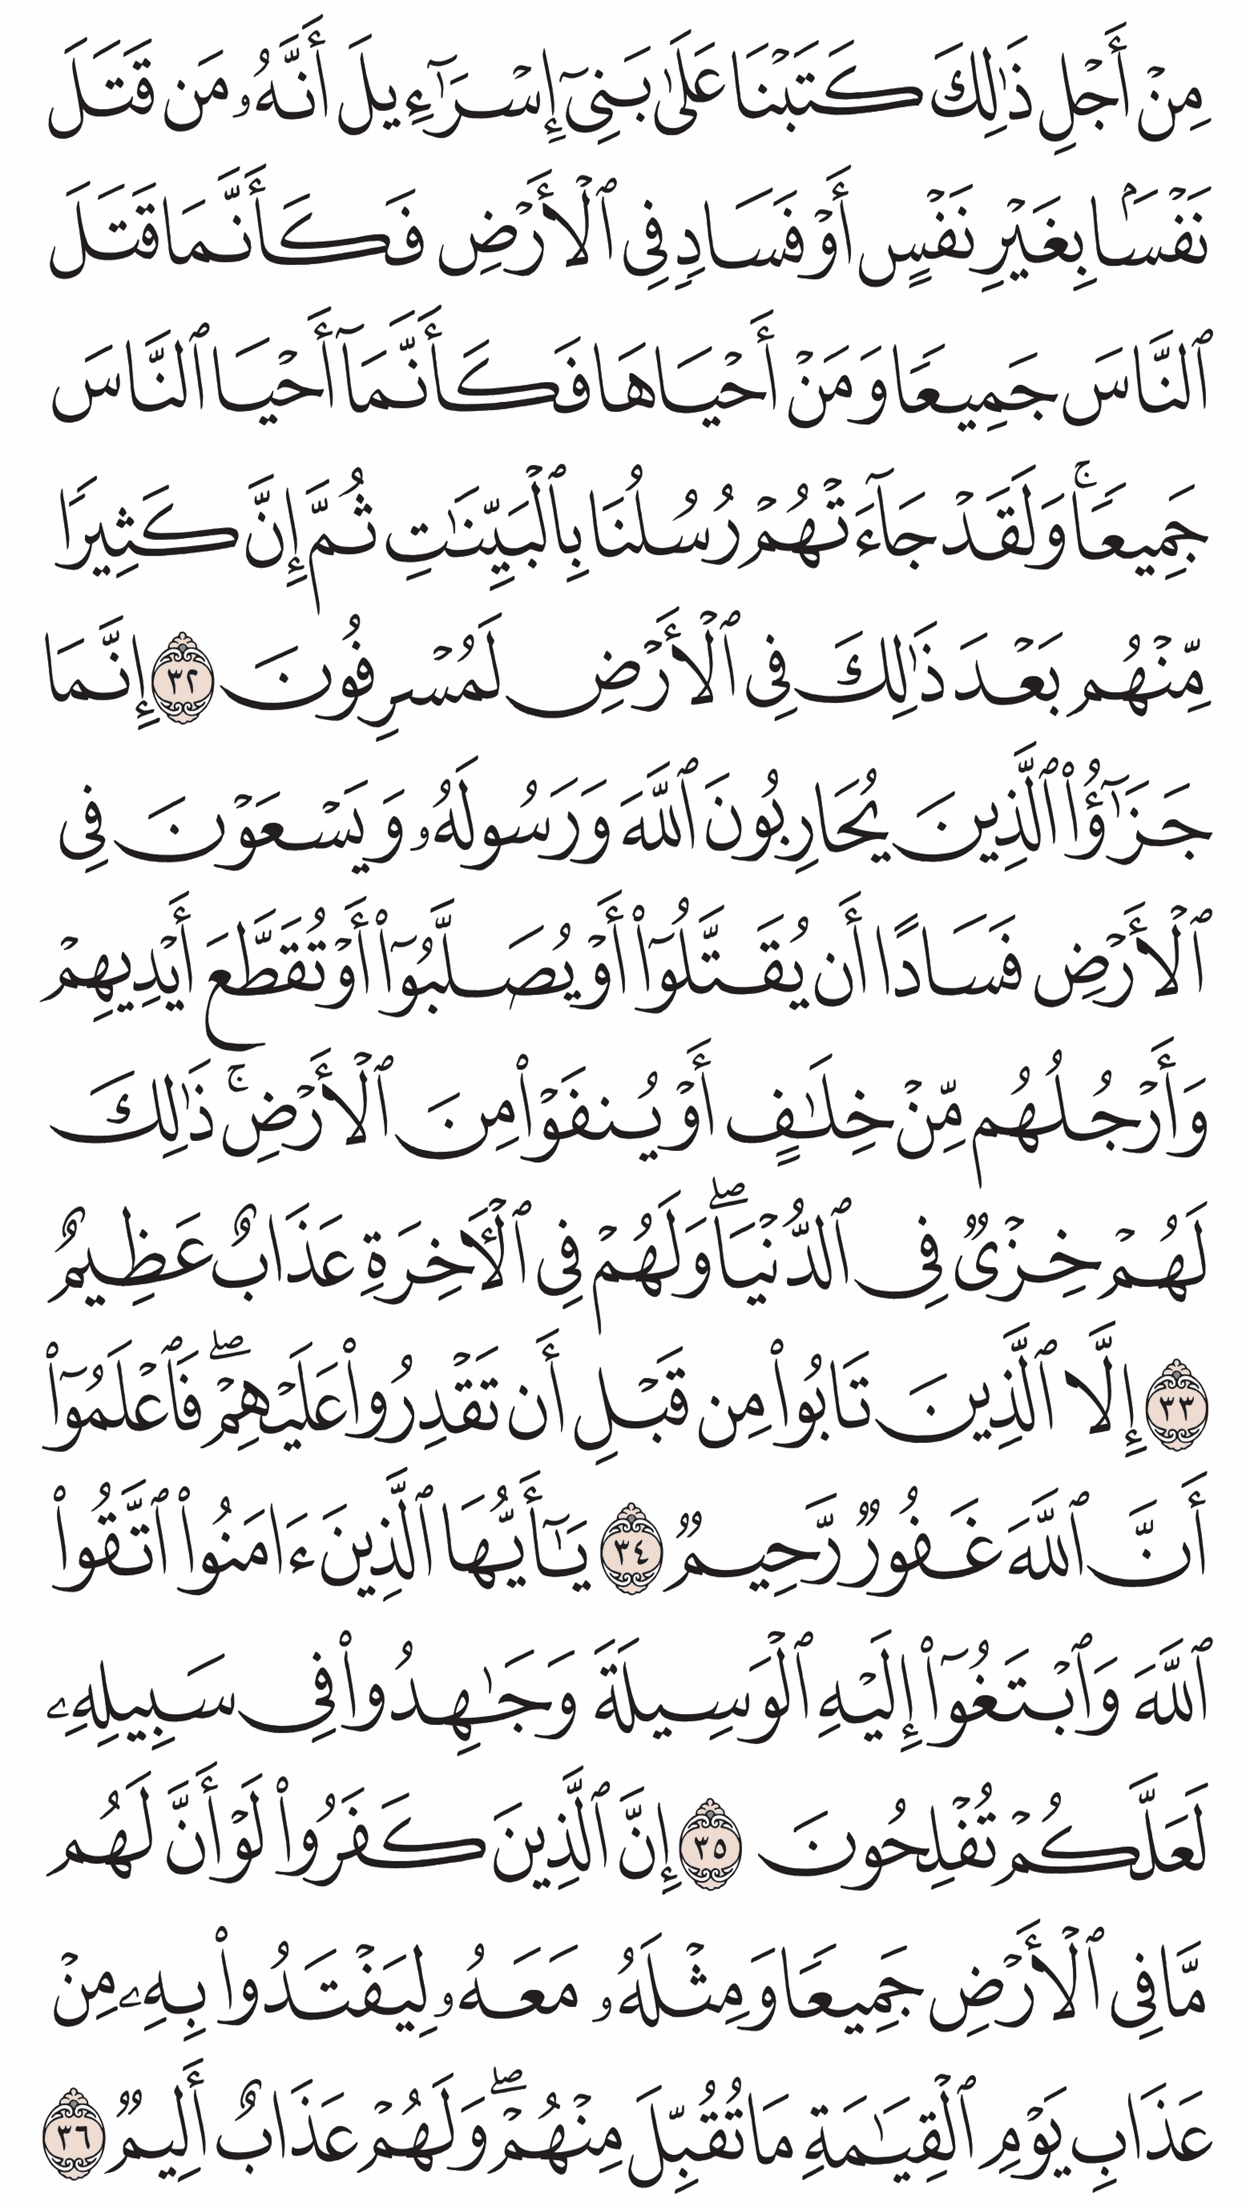 مِنْ أَجْلِ ذَٰلِكَ كَتَبْنَا عَلَىٰ بَنِىٓ إِسْرَٰٓءِيلَ أَنَّهُۥ مَن قَتَلَ
نَفْسَۢا بِغَيْرِ نَفْسٍ أَوْ فَسَادٍ فِى ٱلْأَرْضِ فَكَأَنَّمَا قَتَلَ
ٱلنَّاسَ جَمِيعًا وَمَنْ أَحْيَاهَا فَكَأَنَّمَآ أَحْيَا ٱلنَّاسَ
جَمِيعًا ۚ وَلَقَدْ جَآءَتْهُمْ رُسُلُنَا بِٱلْبَيِّنَٰتِ ثُمَّ إِنَّ كَثِيرًا
مِّنْهُم بَعْدَ ذَٰلِكَ فِى ٱلْأَرْضِ لَمُسْرِفُونَ ٣٢ إِنَّمَا
جَزَٰٓؤُا۟ ٱلَّذِينَ يُحَارِبُونَ ٱللَّهَ وَرَسُولَهُۥ وَيَسْعَوْنَ فِى
ٱلْأَرْضِ فَسَادًا أَن يُقَتَّلُوٓا۟ أَوْ يُصَلَّبُوٓا۟ أَوْ تُقَطَّعَ أَيْدِيهِمْ
وَأَرْجُلُهُم مِّنْ خِلَٰفٍ أَوْ يُنفَوْا۟ مِنَ ٱلْأَرْضِ ۚ ذَٰلِكَ
لَهُمْ خِزْىٌ فِى ٱلدُّنْيَا ۖ وَلَهُمْ فِى ٱلْأَخِرَةِ عَذَابٌ عَظِيمٌ
٣٣ إِلَّا ٱلَّذِينَ تَابُوا۟ مِن قَبْلِ أَن تَقْدِرُوا۟ عَلَيْهِمْ ۖ فَٱعْلَمُوٓا۟
أَنَّ ٱللَّهَ غَفُورٌ رَّحِيمٌ ٣٤ يَٰٓأَيُّهَا ٱلَّذِينَ ءَامَنُوا۟ ٱتَّقُوا۟
ٱللَّهَ وَٱبْتَغُوٓا۟ إِلَيْهِ ٱلْوَسِيلَةَ وَجَٰهِدُوا۟ فِى سَبِيلِهِۦ
لَعَلَّكُمْ تُفْلِحُونَ ٣٥ إِنَّ ٱلَّذِينَ كَفَرُوا۟ لَوْ أَنَّ لَهُم
مَّا فِى ٱلْأَرْضِ جَمِيعًا وَمِثْلَهُۥ مَعَهُۥ لِيَفْتَدُوا۟ بِهِۦ مِنْ
عَذَابِ يَوْمِ ٱلْقِيَٰمَةِ مَا تُقُبِّلَ مِنْهُمْ ۖ وَلَهُمْ عَذَابٌ أَلِيمٌ ٣٦